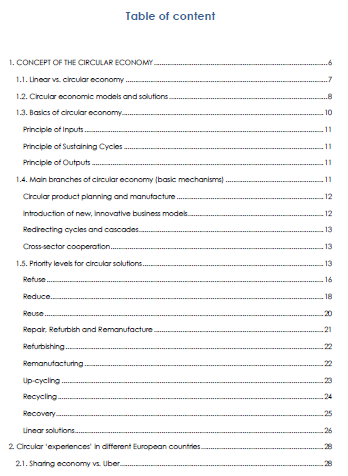 Table of content
1. CONCEPT OF THE CIRCULAR ECONOMY 6
1.1. Linear vs. circular economy 7
1.2. Circular economic models and solutions 8
1.3. Basics of circular economy 10
Principle of Inputs 11
Principle of Sustaining Cycles 11
Principle of Outputs 11
1.4. Main branches of circular economy (basic mechanisms) 11
Circular product planning and manufacture 12
Introduction of new, innovative business models 12
Redirecting cycles and cascades 13
Cross-sector cooperation 13
1.5. Priority levels for circular solutions 13
Refuse 16
Reduce 18
Reuse 20
Repair, Refurbish and Remanufacture 21
Refurbishing 22
Remanufacturing 22
Up-cycling 23
Recycling 24
Recovery 25
Linear solutions 26
2. Circular ‘experiences’ in different European countries 28
2.1. Sharing economy vs. Uber 28